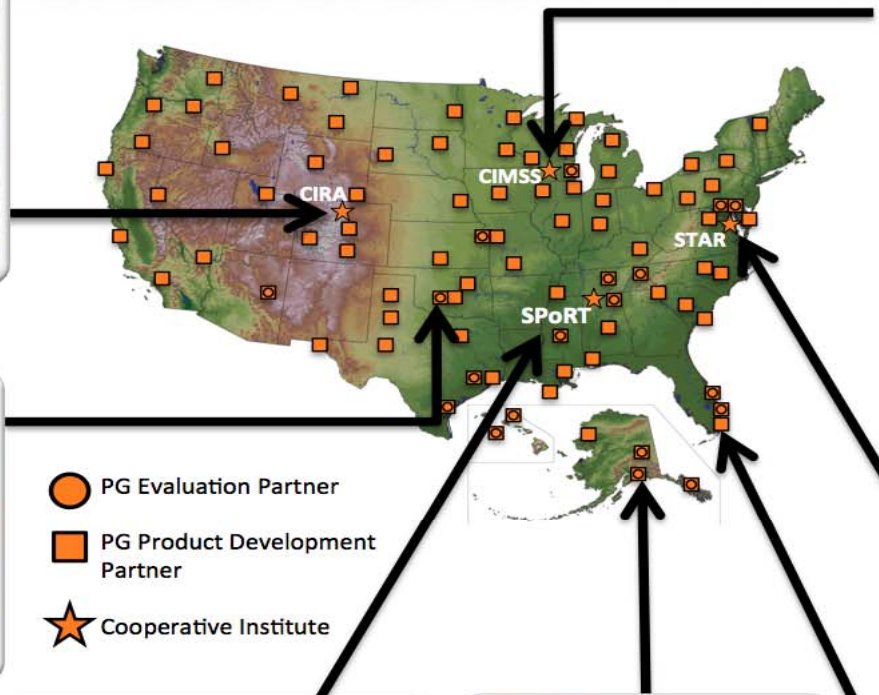 CIMSS
CIRA
STAR
SPoRT
PG Evaluation Partner
PG Product Development
Partner
Cooperative Institute